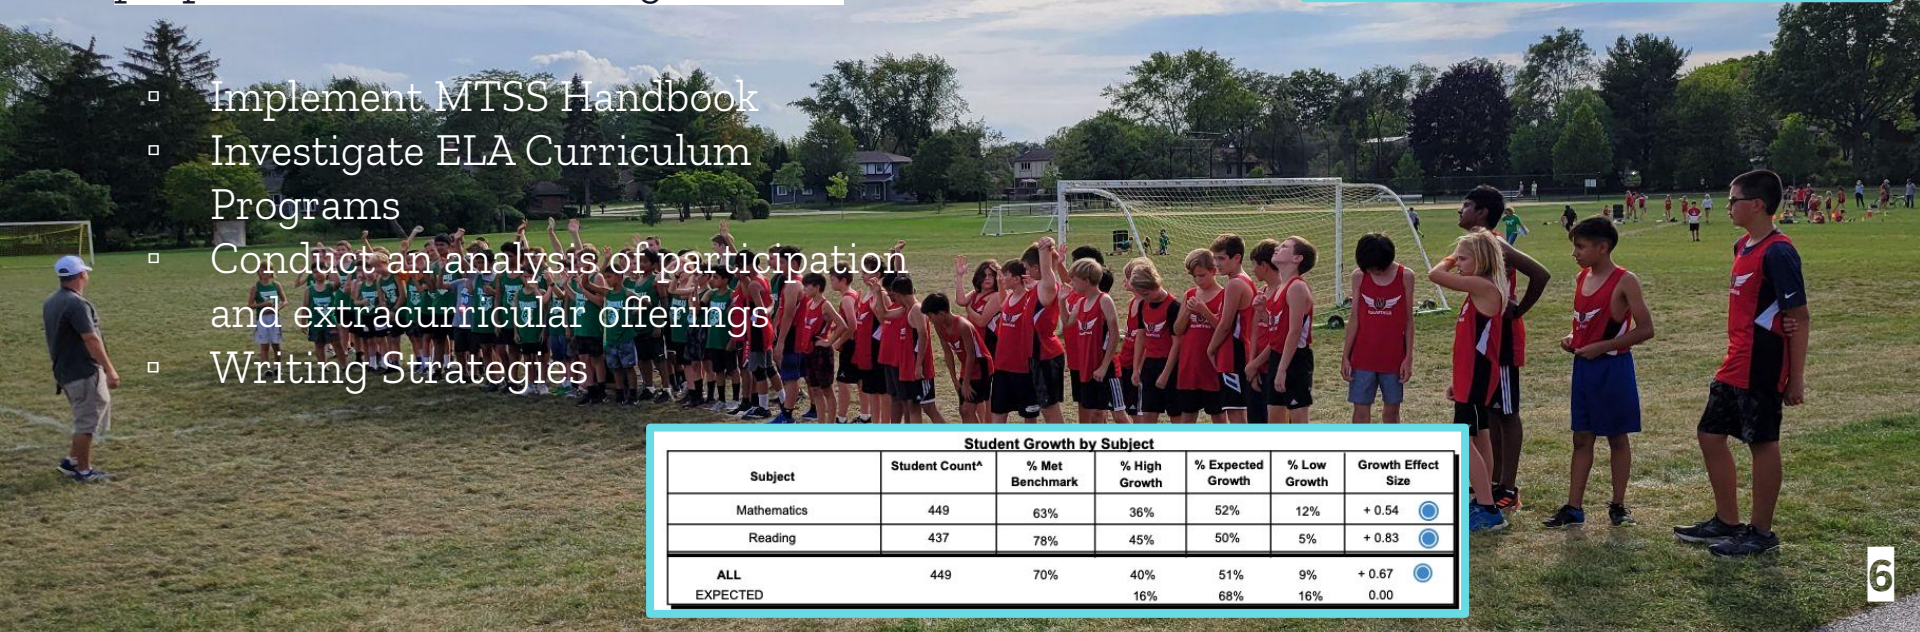 Implement MTSS Handbook
Investigate ELA Curriculum
Programs
Conduct an analysis of participation
and extracurricular offerings
Writing Strategies
Student Growth by Subject
Subject Student Count^ % Met Benchmark % High Growth % Expected Growth % Low Growth Growth Effect Size
Mathematics 449 63% 36% 52% 12% + 0.54
Reading 437 78% 45% 50% 5% + 0.83
ALL 449 70% 40% 51% 9% + 0.67
EXPECTED 16% 68% 16% 0.00
6